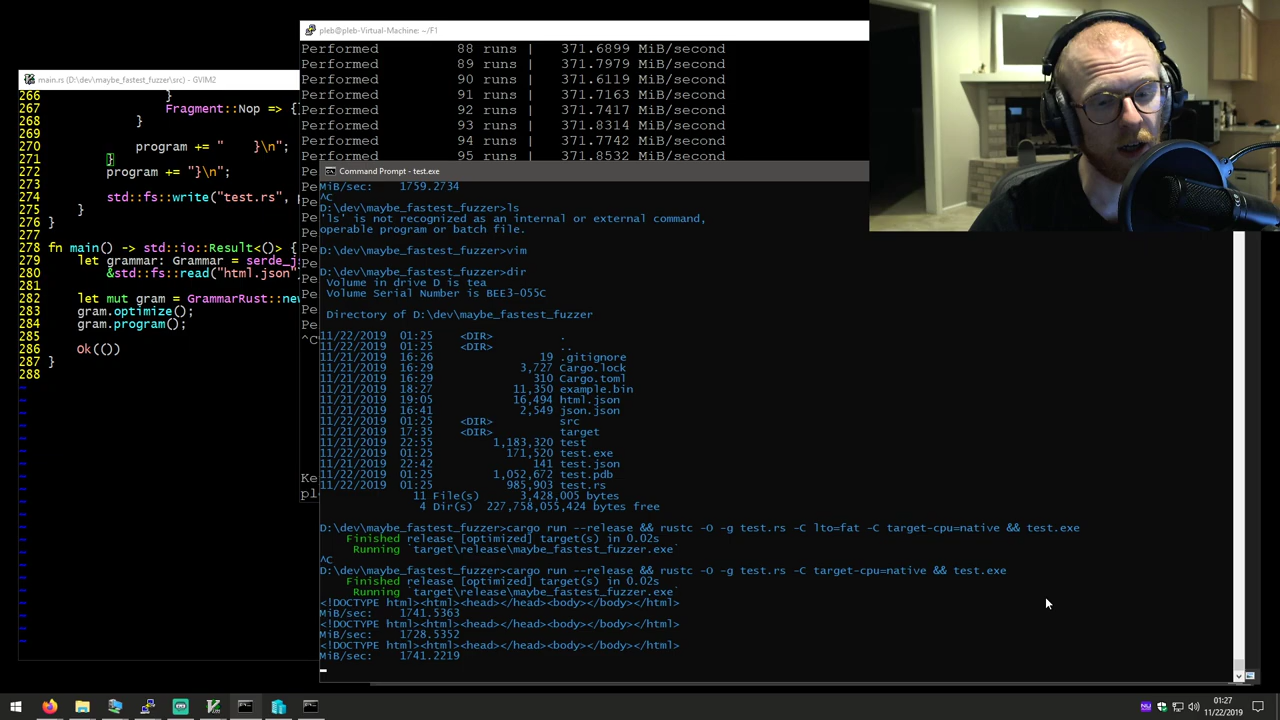 pleb@pleb-Virtual-Machine: ~/F1
Performed 88 runs | 371.6899 MiB/second
Performed 89 runs | 371.7979 MiB/second
Performed 90 runs | 371.6119 MiB/second
Performed 91 runs | 371.7163 MiB/second
Performed 92 runs | 371.7417 MiB/second
Performed 93 runs | 371.8314 MiB/second
Performed 94 runs | 371.7742 MiB/second
Performed 95 runs | 371.8532 MiB/second
Pe
Pe
Pe
Pe
Pe
Pe
Pe
Pe
Pe
Pe
Pe
^C
Ke
pl
main.rs (D:\dev\maybe_fastest_fuzzer\src) - GVIM2
266 }
267 Fragment::Nop => {
268 }
269
270 program += "    }\n";
271 }
272 program += "}\n";
273
274 std::fs::write("test.rs",
275 }
276 }
277
278 fn main() -> std::io::Result<()> {
279 let grammar: Grammar = serde_j
280 &std::fs::read("html.json"
281
282 let mut gram = GrammarRust::new
283 gram.optimize();
284 gram.program();
285
286 Ok(())
287 }
288
Command Prompt - test.exe
MiB/sec:    1759.2734
^C
D:\dev\maybe_fastest_fuzzer>ls
'ls' is not recognized as an internal or external command,
operable program or batch file.
D:\dev\maybe_fastest_fuzzer>vim
D:\dev\maybe_fastest_fuzzer>dir
Volume in drive D is tea
Volume Serial Number is BEE3-055C
Directory of D:\dev\maybe_fastest_fuzzer
11/22/2019 01:25 <DIR> .
11/22/2019 01:25 <DIR> ..
11/21/2019 16:26 19 .gitignore
11/21/2019 16:29 3,727 Cargo.lock
11/21/2019 16:29 310 Cargo.toml
11/21/2019 18:27 11,350 example.bin
11/21/2019 19:05 16,494 html.json
11/21/2019 16:41 2,549 json.json
11/22/2019 01:25 <DIR> src
11/21/2019 17:35 <DIR> target
11/21/2019 22:55 1,183,320 test
11/22/2019 01:25 171,520 test.exe
11/21/2019 22:42 141 test.json
11/22/2019 01:25 1,052,672 test.pdb
11/22/2019 01:25 985,903 test.rs
11 File(s) 3,428,005 bytes
4 Dir(s) 227,758,055,424 bytes free
D:\dev\maybe_fastest_fuzzer>cargo run --release && rustc -O -g test.rs -C lto=fat -C target-cpu=native && test.exe
Finished release [optimized] target(s) in 0.02s
Running `target\release\maybe_fastest_fuzzer.exe`
^C
D:\dev\maybe_fastest_fuzzer>cargo run --release && rustc -O -g test.rs -C target-cpu=native && test.exe
Finished release [optimized] target(s) in 0.02s
Running `target\release\maybe_fastest_fuzzer.exe`
<!DOCTYPE html><html><head></head><body></body></html>
MiB/sec:    1741.5363
<!DOCTYPE html><html><head></head><body></body></html>
MiB/sec:    1728.5352
<!DOCTYPE html><html><head></head><body></body></html>
MiB/sec:    1741.2219
01:27
11/22/2019